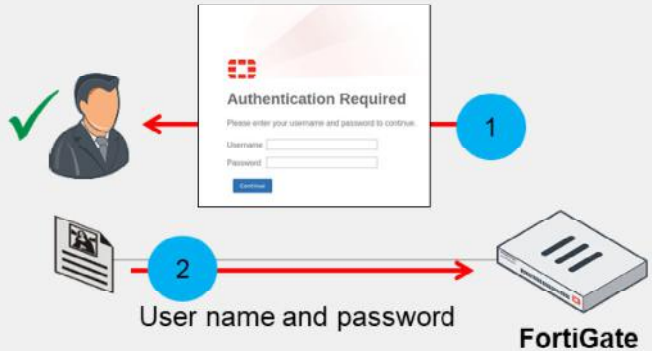 Authentication Required
Please enter your username and password to continue.
Username
Password
Continue
1
2
User name and password
FortiGate